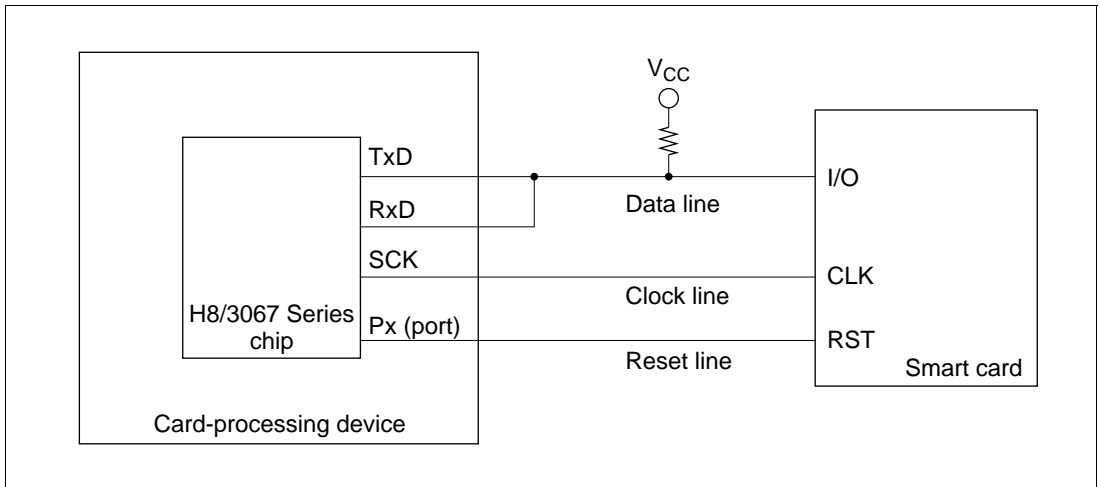 V_CC
TxD
I/O
Data line
RxD
SCK
CLK
Clock line
H8/3067 Series
chip
Px (port)
RST
Reset line
Smart card
Card-processing device